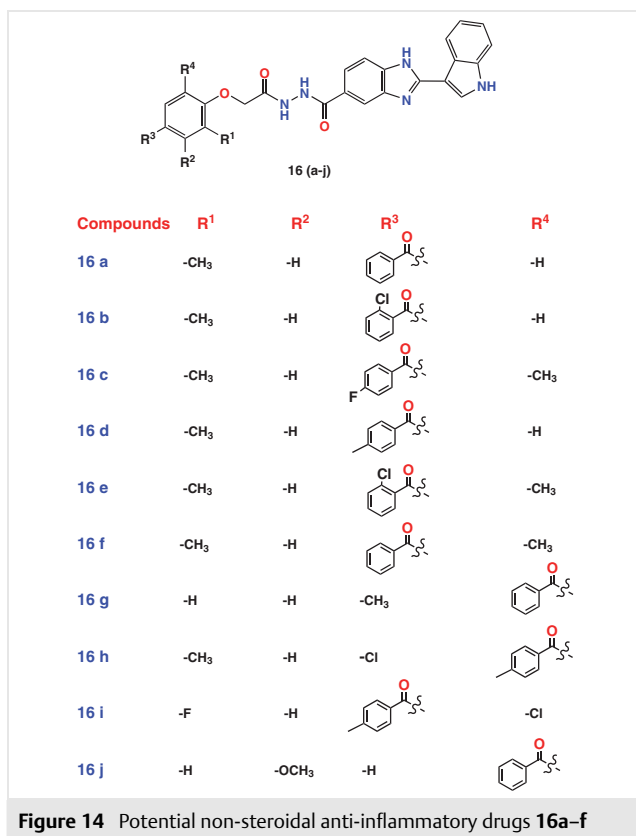 R⁴
O
O
H
N
N
H
O
H
N
N
NH
R³
R¹
R²
16 (a-j)
Compounds R¹ R² R³ R⁴
O
16 a -CH₃ -H -H
Cl O
16 b -CH₃ -H -H
O
16 c -CH₃ -H F -CH₃
O
16 d -CH₃ -H -H
Cl O
16 e -CH₃ -H -CH₃
O
16 f -CH₃ -H -CH₃
O
16 g -H -H -CH₃
O
16 h -CH₃ -H -Cl
O
16 i -F -H -Cl
O
16 j -H -OCH₃ -H
Figure 14 Potential non-steroidal anti-inflammatory drugs 16a–f